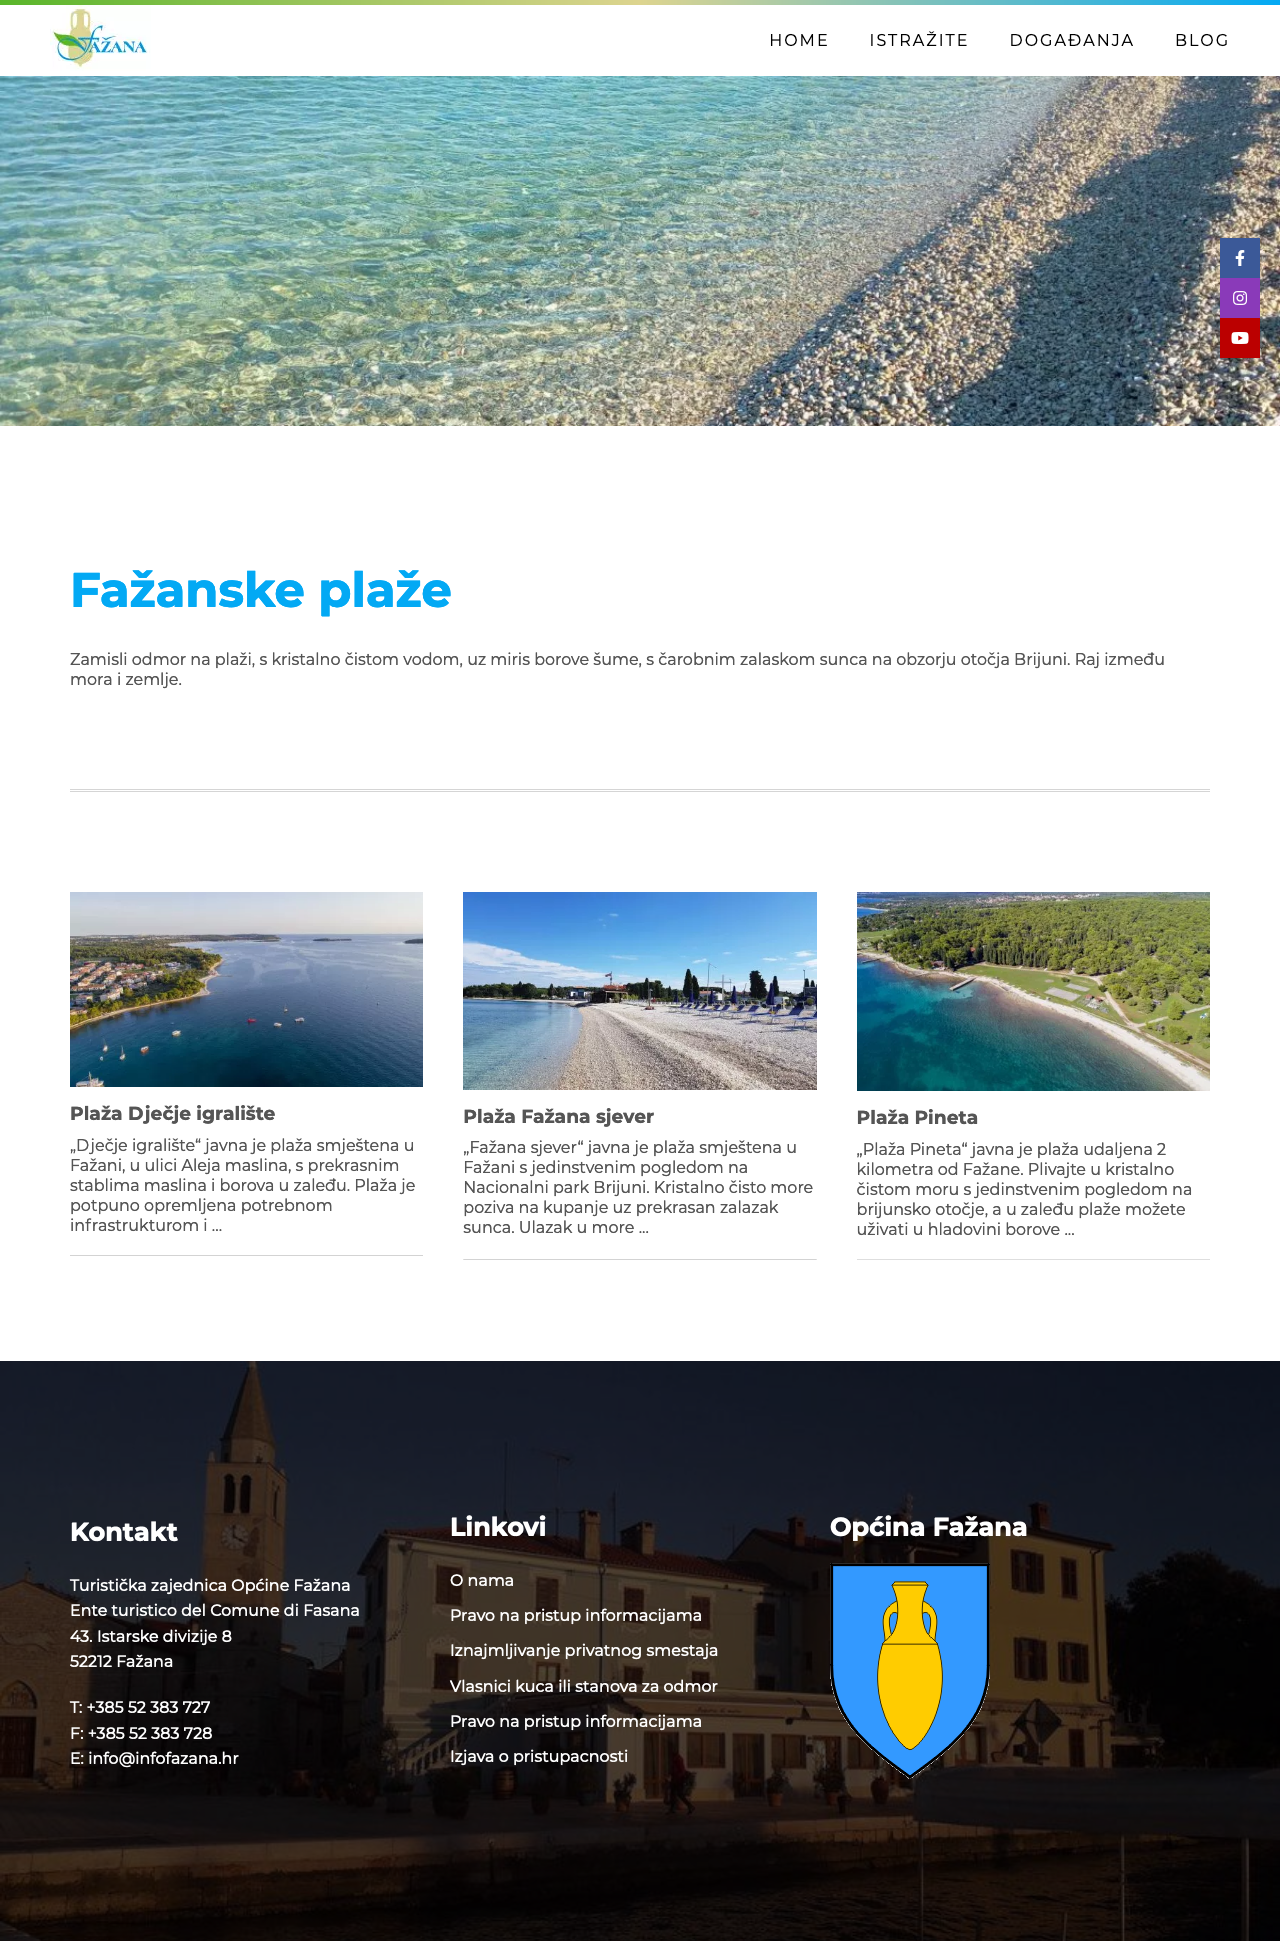 FAŽANA
HOME ISTRAŽITE DOGAĐANJA BLOG
Fažanske plaže
Zamisli odmor na plaži, s kristalno čistom vodom, uz miris borove šume, s čarobnim zalaskom sunca na obzorju otočja Brijuni. Raj između
mora i zemlje.
Plaža Dječje igralište
„Dječje igralište“ javna je plaža smještena u
Fažani, u ulici Aleja maslina, s prekrasnim
stablima maslina i borova u zaleđu. Plaža je
potpuno opremljena potrebnom
infrastrukturom i ...
Plaža Fažana sjever
„Fažana sjever“ javna je plaža smještena u
Fažani s jedinstvenim pogledom na
Nacionalni park Brijuni. Kristalno čisto more
poziva na kupanje uz prekrasan zalazak
sunca. Ulazak u more ...
Plaža Pineta
„Plaža Pineta“ javna je plaža udaljena 2
kilometra od Fažane. Plivajte u kristalno
čistom moru s jedinstvenim pogledom na
brijunsko otočje, a u zaleđu plaže možete
uživati u hladovini borove ...
Kontakt
Turistička zajednica Općine Fažana
Ente turistico del Comune di Fasana
43. Istarske divizije 8
52212 Fažana
T: +385 52 383 727
F: +385 52 383 728
E: info@infofazana.hr
Linkovi
O nama
Pravo na pristup informacijama
Iznajmljivanje privatnog smestaja
Vlasnici kuca ili stanova za odmor
Pravo na pristup informacijama
Izjava o pristupacnosti
Općina Fažana